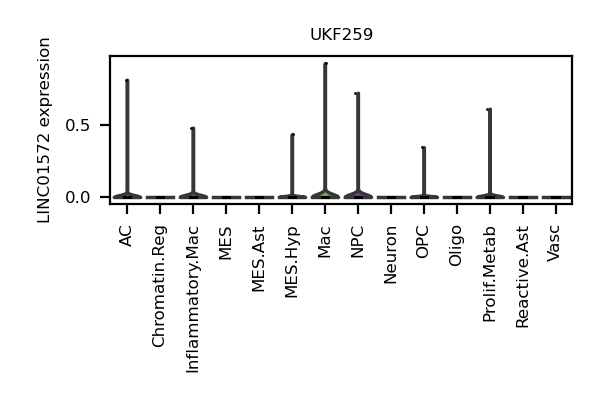 UKF259
LINC01572 expression
0.5
0.0
AC
Chromatin.Reg
Inflammatory.Mac
MES
MES.Ast
MES.Hyp
Mac
NPC
Neuron
OPC
Oligo
Prolif.Metab
Reactive.Ast
Vasc